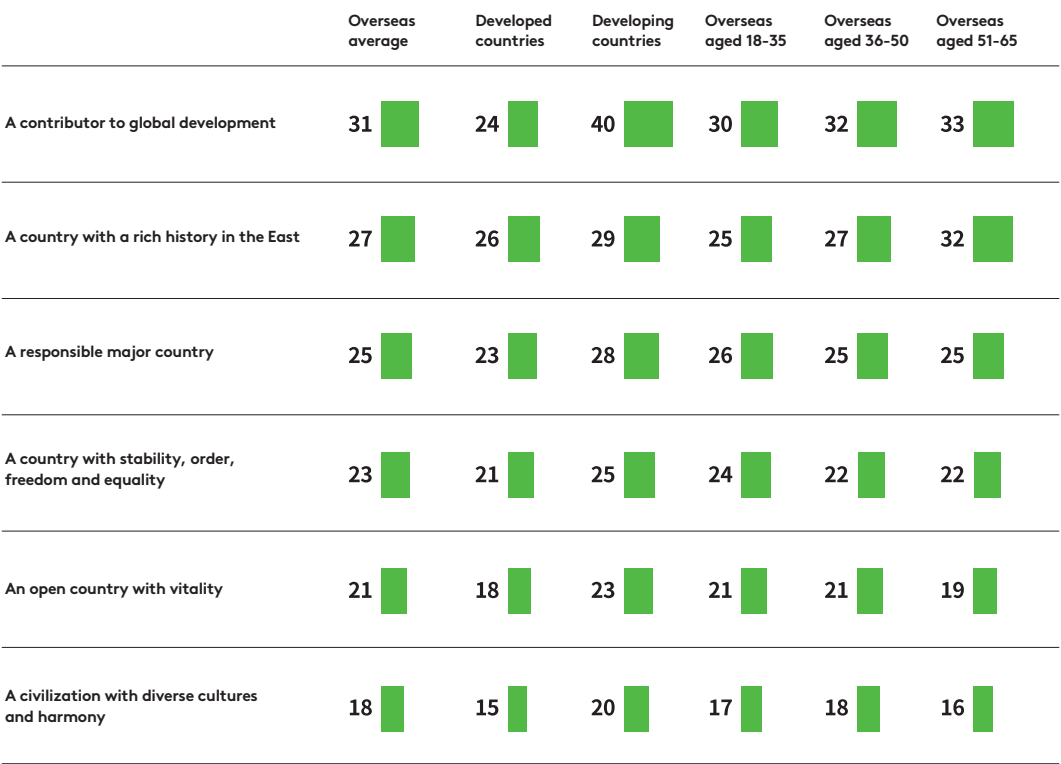 Overseas average
Developed countries
Developing countries
Overseas aged 18-35
Overseas aged 36-50
Overseas aged 51-65
A contributor to global development
31 24 40 30 32 33
A country with a rich history in the East
27 26 29 25 27 32
A responsible major country
25 23 28 26 25 25
A country with stability, order,
freedom and equality
23 21 25 24 22 22
An open country with vitality
21 18 23 21 21 19
A civilization with diverse cultures
and harmony
18 15 20 17 18 16